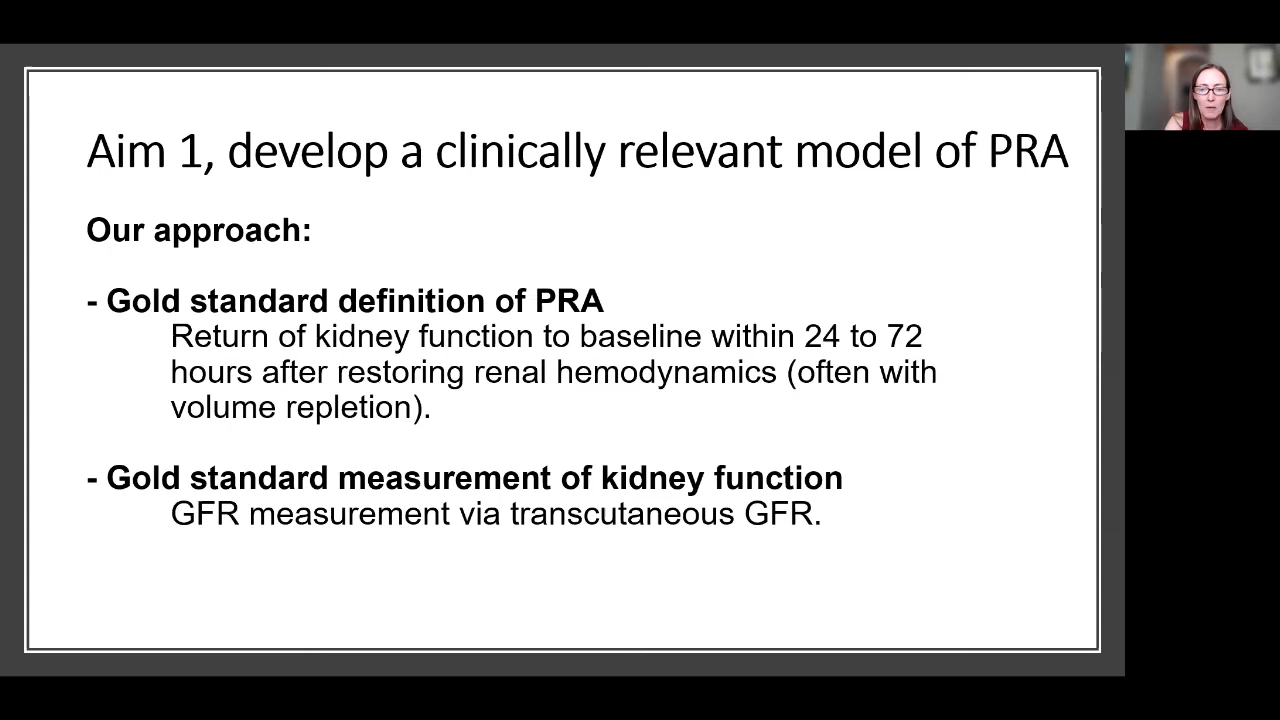 Aim 1, develop a clinically relevant model of PRA
Our approach:
- Gold standard definition of PRA
Return of kidney function to baseline within 24 to 72
hours after restoring renal hemodynamics (often with
volume repletion).
- Gold standard measurement of kidney function
GFR measurement via transcutaneous GFR.